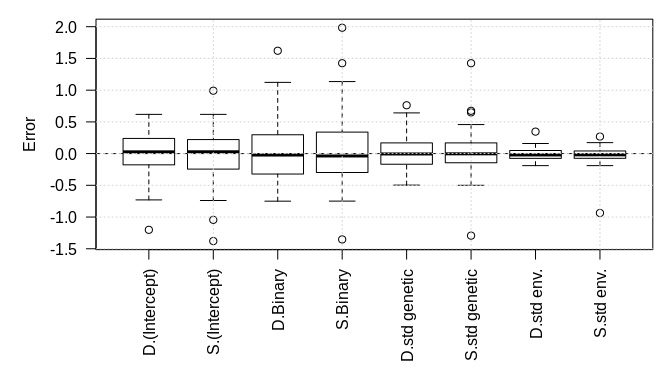 2.0
1.5
1.0
0.5
0.0
-0.5
-1.0
-1.5
Error
D.(Intercept)
S.(Intercept)
D.Binary
S.Binary
D.std genetic
S.std genetic
D.std env.
S.std env.